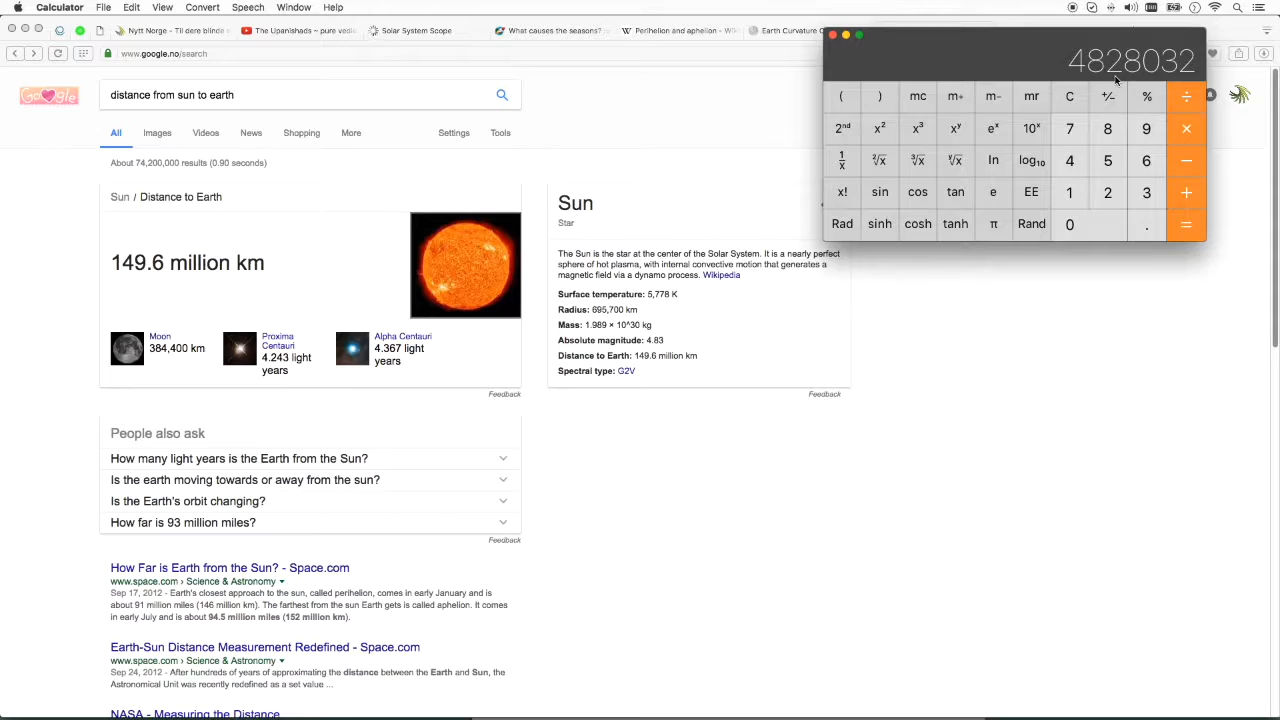 Calculator File Edit View Convert Speech Window Help
Nytt Norge - Til dere blinde
The Upanishads – pure vedi
Solar System Scope
What causes the seasons?
Perihelion and aphelion - Wiki
Earth Curvature C
www.google.no/search
4828032
Google
distance from sun to earth
( ) mc m+ m- mr C +/- % ÷
2nd x² x³ xʸ eˣ 10ˣ 7 8 9 ×
1/x ²√x ³√x ʸ√x ln log₁₀ 4 5 6 −
x! sin cos tan e EE 1 2 3 +
Rad sinh cosh tanh π Rand 0 . =
All Images Videos News Shopping More Settings Tools
About 74,200,000 results (0.90 seconds)
Sun / Distance to Earth
149.6 million km
Moon
384,400 km
Proxima
Centauri
4.243 light
years
Alpha Centauri
4.367 light
years
Feedback
Sun
Star
The Sun is the star at the center of the Solar System. It is a nearly perfect
sphere of hot plasma, with internal convective motion that generates a
magnetic field via a dynamo process. Wikipedia
Surface temperature: 5,778 K
Radius: 695,700 km
Mass: 1.989 × 10^30 kg
Absolute magnitude: 4.83
Distance to Earth: 149.6 million km
Spectral type: G2V
Feedback
People also ask
How many light years is the Earth from the Sun?
Is the earth moving towards or away from the sun?
Is the Earth's orbit changing?
How far is 93 million miles?
Feedback
How Far is Earth from the Sun? - Space.com
www.space.com › Science & Astronomy
Sep 17, 2012 - Earth's closest approach to the sun, called perihelion, comes in early January and is
about 91 million miles (146 million km). The farthest from the sun Earth gets is called aphelion. It comes
in early July and is about 94.5 million miles (152 million km).
Earth-Sun Distance Measurement Redefined - Space.com
www.space.com › Science & Astronomy
Sep 24, 2012 - After hundreds of years of approximating the distance between the Earth and Sun, the
Astronomical Unit was recently redefined as a set value ...
NASA - Measuring the Distance